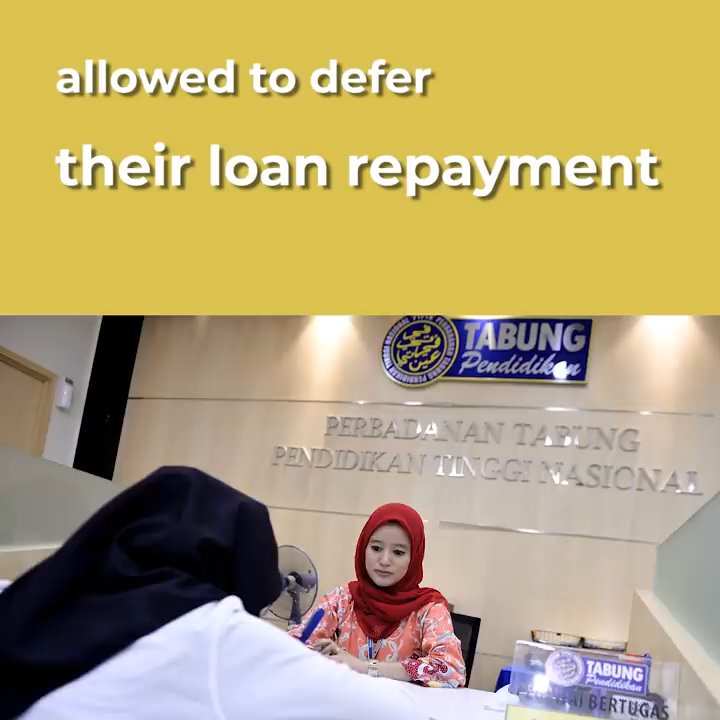 allowed to defer
their loan repayment
TABUNG
Pendidikan
PERBADANAN TABUNG
PENDIDIKAN TINGGI NASIONAL
TABUNG
Pendidikan
BERTUGAS